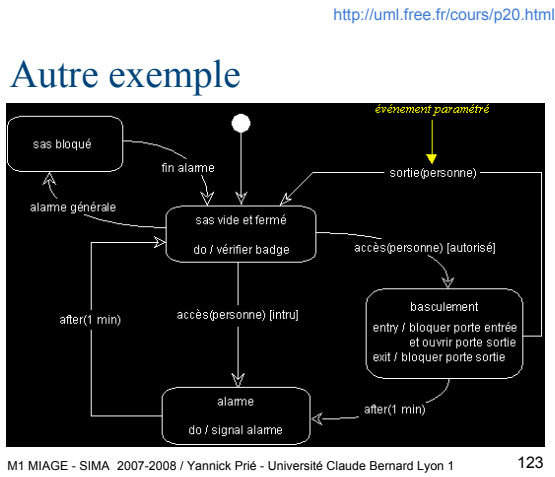 http://uml.free.fr/cours/p20.html
Autre exemple
événement paramétré
sas bloqué
fin alarme
sortie(personne)
alarme générale
sas vide et fermé
do / vérifier badge
accès(personne) [autorisé]
after(1 min)
accès(personne) [intru]
basculement
entry / bloquer porte entrée
et ouvrir porte sortie
exit / bloquer porte sortie
alarme
do / signal alarme
after(1 min)
M1 MIAGE - SIMA 2007-2008 / Yannick Prié - Université Claude Bernard Lyon 1
123